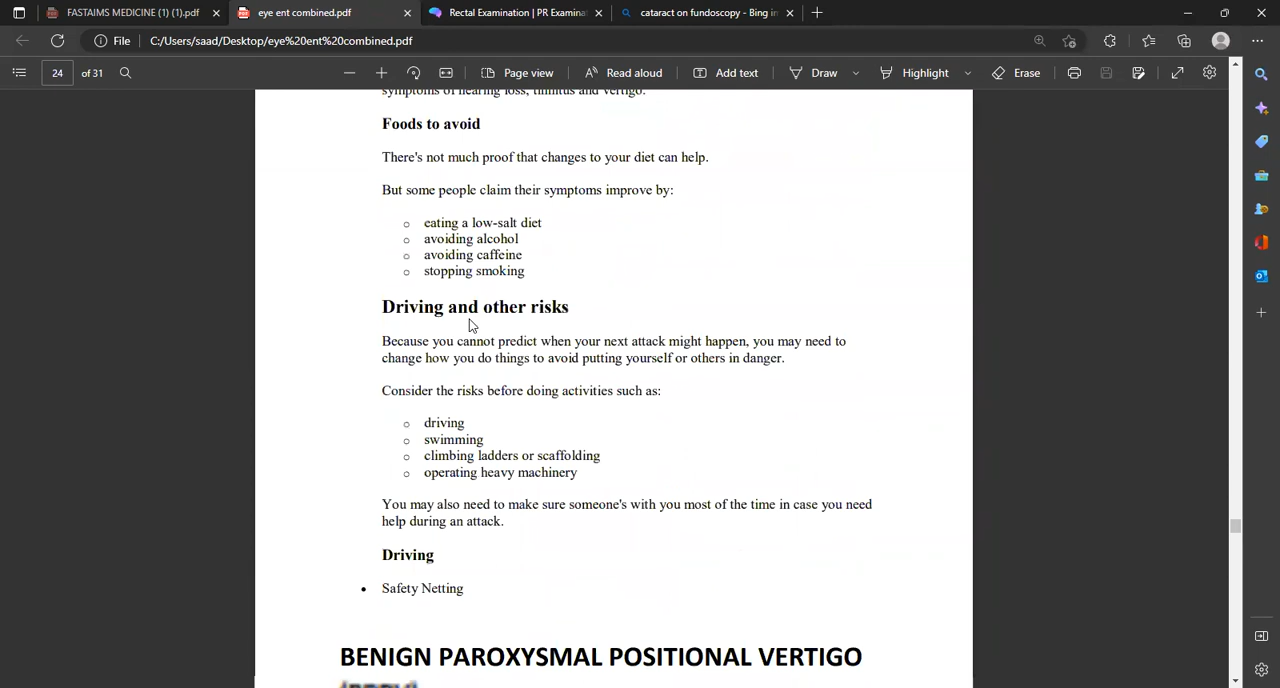 FASTAIMS MEDICINE (1) (1).pdf
eye ent combined.pdf
Rectal Examination | PR Examina
cataract on fundoscopy - Bing i
File C:/Users/saad/Desktop/eye%20ent%20combined.pdf
24 of 31 Page view Read aloud Add text Draw Highlight Erase
symptoms of hearing loss, tinnitus and vertigo.
Foods to avoid
There's not much proof that changes to your diet can help.
But some people claim their symptoms improve by:
eating a low-salt diet
avoiding alcohol
avoiding caffeine
stopping smoking
Driving and other risks
Because you cannot predict when your next attack might happen, you may need to
change how you do things to avoid putting yourself or others in danger.
Consider the risks before doing activities such as:
driving
swimming
climbing ladders or scaffolding
operating heavy machinery
You may also need to make sure someone's with you most of the time in case you need
help during an attack.
Driving
Safety Netting
BENIGN PAROXYSMAL POSITIONAL VERTIGO